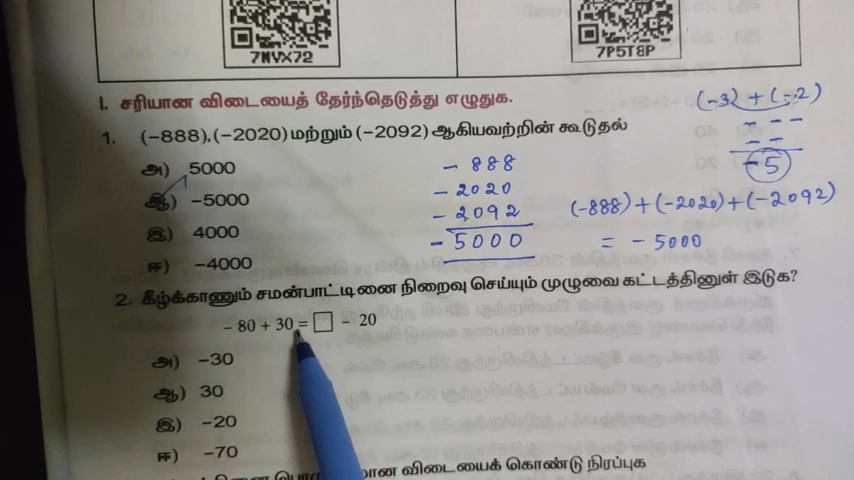 7NVX72
7P5T8P
I. சரியான விடையைத் தேர்ந்தெடுத்து எழுதுக.
1. (−888), (−2020) மற்றும் (−2092) ஆகியவற்றின் கூடுதல்
அ) 5000
ஆ) −5000
இ) 4000
ஈ) −4000
(-3) + (-2)
- - -
- -
-5
- 888
- 2020
- 2092
- 5000
(-888) + (-2020) + (-2092)
= - 5000
2. கீழ்க்காணும் சமன்பாட்டினை நிறைவு செய்யும் முழுவை கட்டத்தினுள் இடுக?
− 80 + 30 = □ − 20
அ) −30
ஆ) 30
இ) −20
ஈ) −70
விடையைக் கொண்டு நிரப்புக